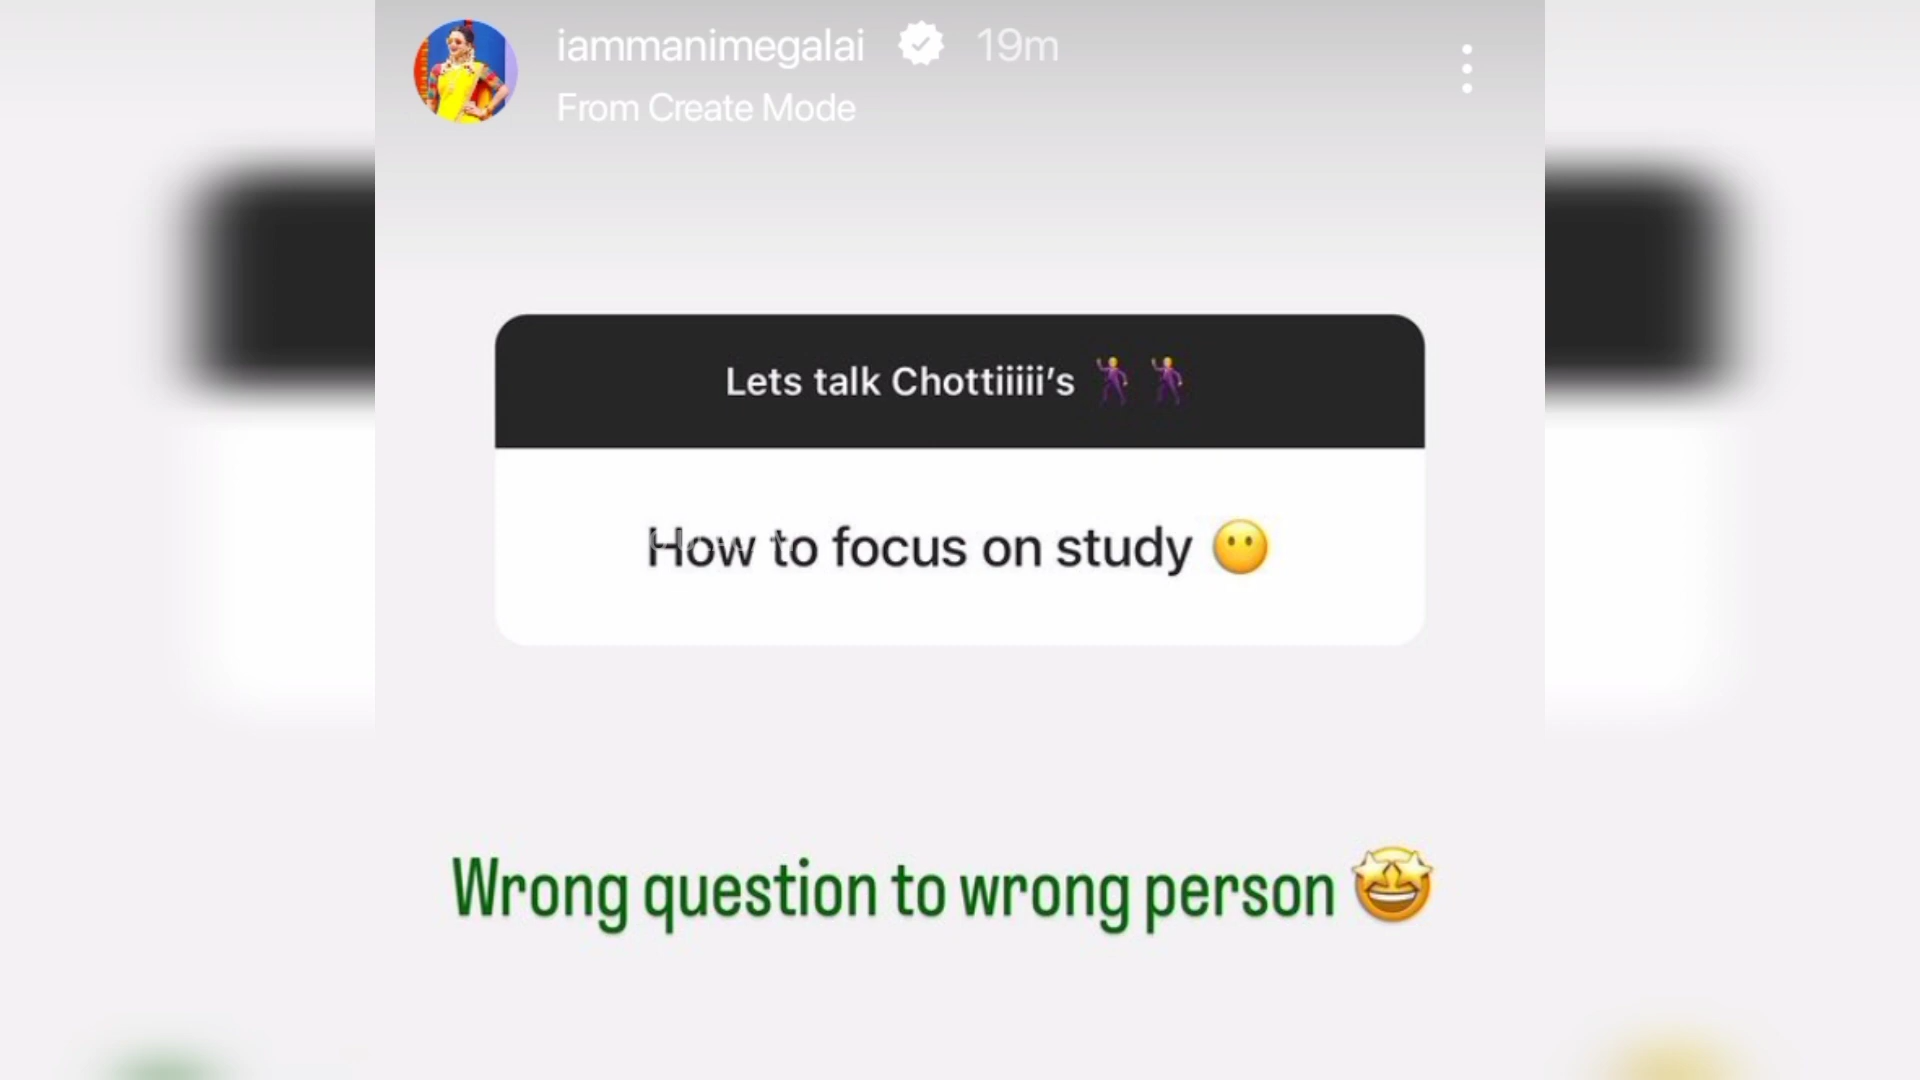 iammanimegalai 19m
From Create Mode
Lets talk Chottiiiii’s 🕺🕺
How to focus on study 😶
Wrong question to wrong person 🤩